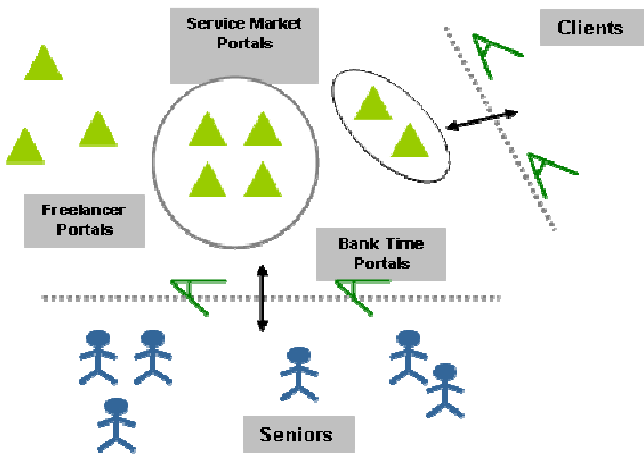 Service Market
Portals
Clients
Freelancer
Portals
Bank Time
Portals
Seniors